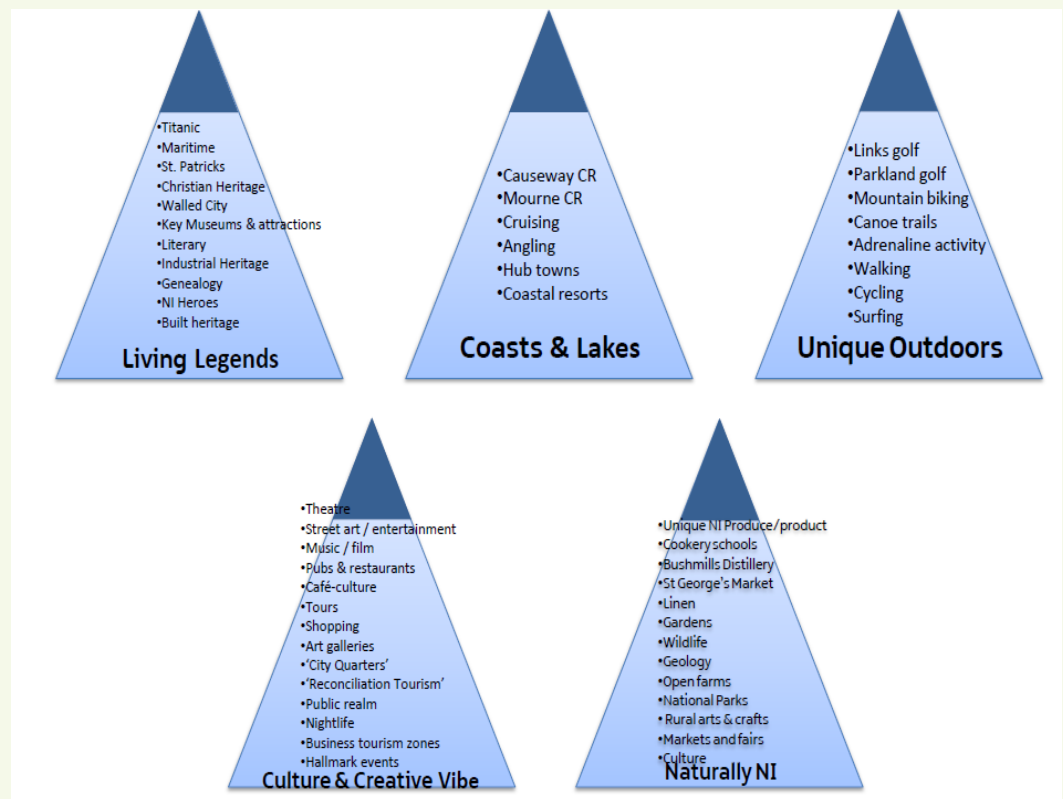 •Titanic
•Maritime
•St. Patricks
•Christian Heritage
•Walled City
•Key Museums & attractions
•Literary
•Industrial Heritage
•Genealogy
•NI Heroes
•Built heritage
Living Legends
•Causeway CR
•Mourne CR
•Cruising
•Angling
•Hub towns
•Coastal resorts
Coasts & Lakes
•Links golf
•Parkland golf
•Mountain biking
•Canoe trails
•Adrenaline activity
•Walking
•Cycling
•Surfing
Unique Outdoors
•Theatre
•Street art / entertainment
•Music / film
•Pubs & restaurants
•Café-culture
•Tours
•Shopping
•Art galleries
•‘City Quarters’
•‘Reconciliation Tourism’
•Public realm
•Nightlife
•Business tourism zones
•Hallmark events
Culture & Creative Vibe
•Unique NI Produce/product
•Cookery schools
•Bushmills Distillery
•St George’s Market
•Linen
•Gardens
•Wildlife
•Geology
•Open farms
•National Parks
•Rural arts & crafts
•Markets and fairs
•Culture
Naturally NI